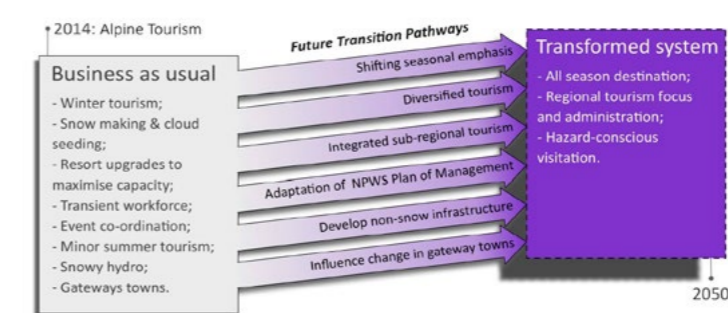 2014: Alpine Tourism
Business as usual
- Winter tourism;
- Snow making & cloud
seeding;
- Resort upgrades to
maximise capacity;
- Transient workforce;
- Event co-ordination;
- Minor summer tourism;
- Snowy hydro;
- Gateways towns.
Future Transition Pathways
Shifting seasonal emphasis
Diversified tourism
Integrated sub-regional tourism
Adaptation of NPWS Plan of Management
Develop non-snow infrastructure
Influence change in gateway towns
Transformed system
- All season destination;
- Regional tourism focus
and administration;
- Hazard-conscious
visitation.
2050